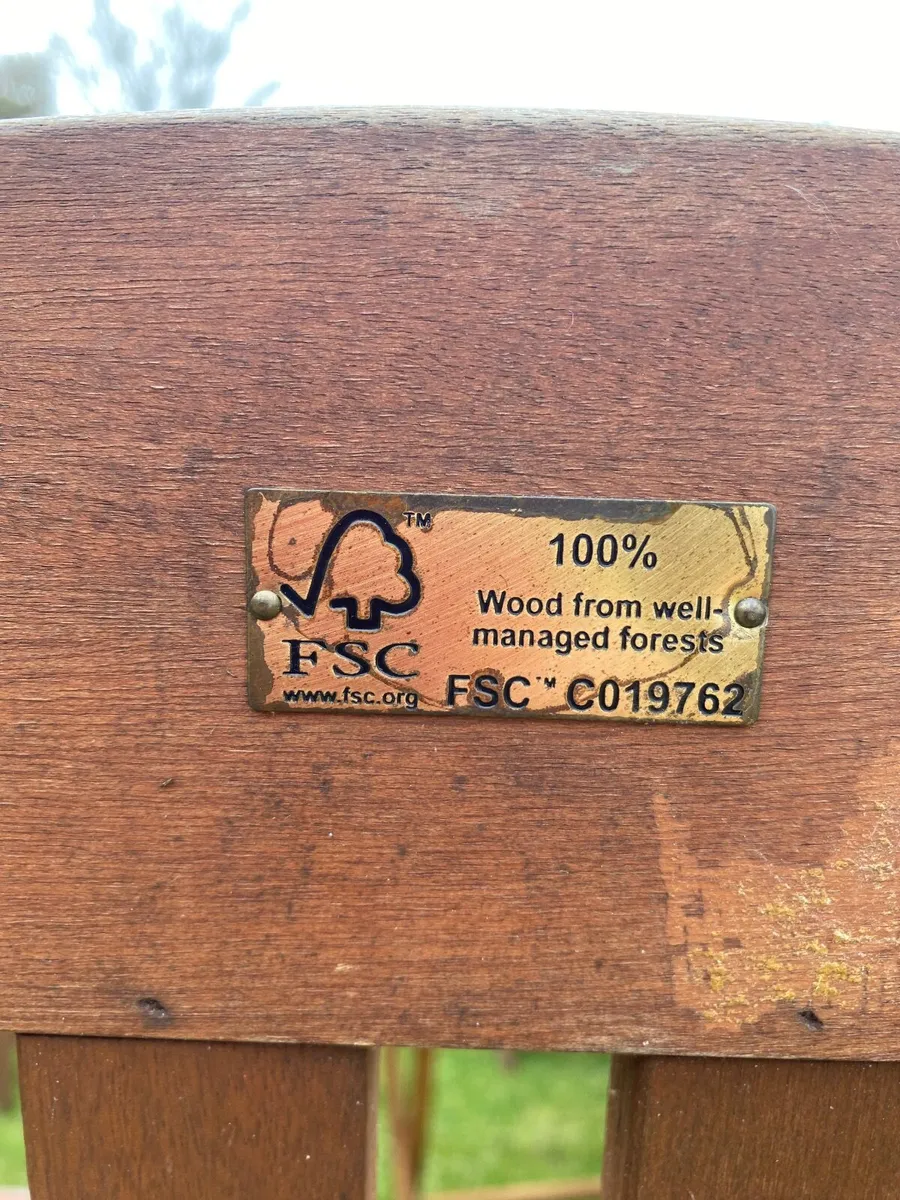 TM
FSC
www.fsc.org
100%
Wood from well-
managed forests
FSC™ C019762